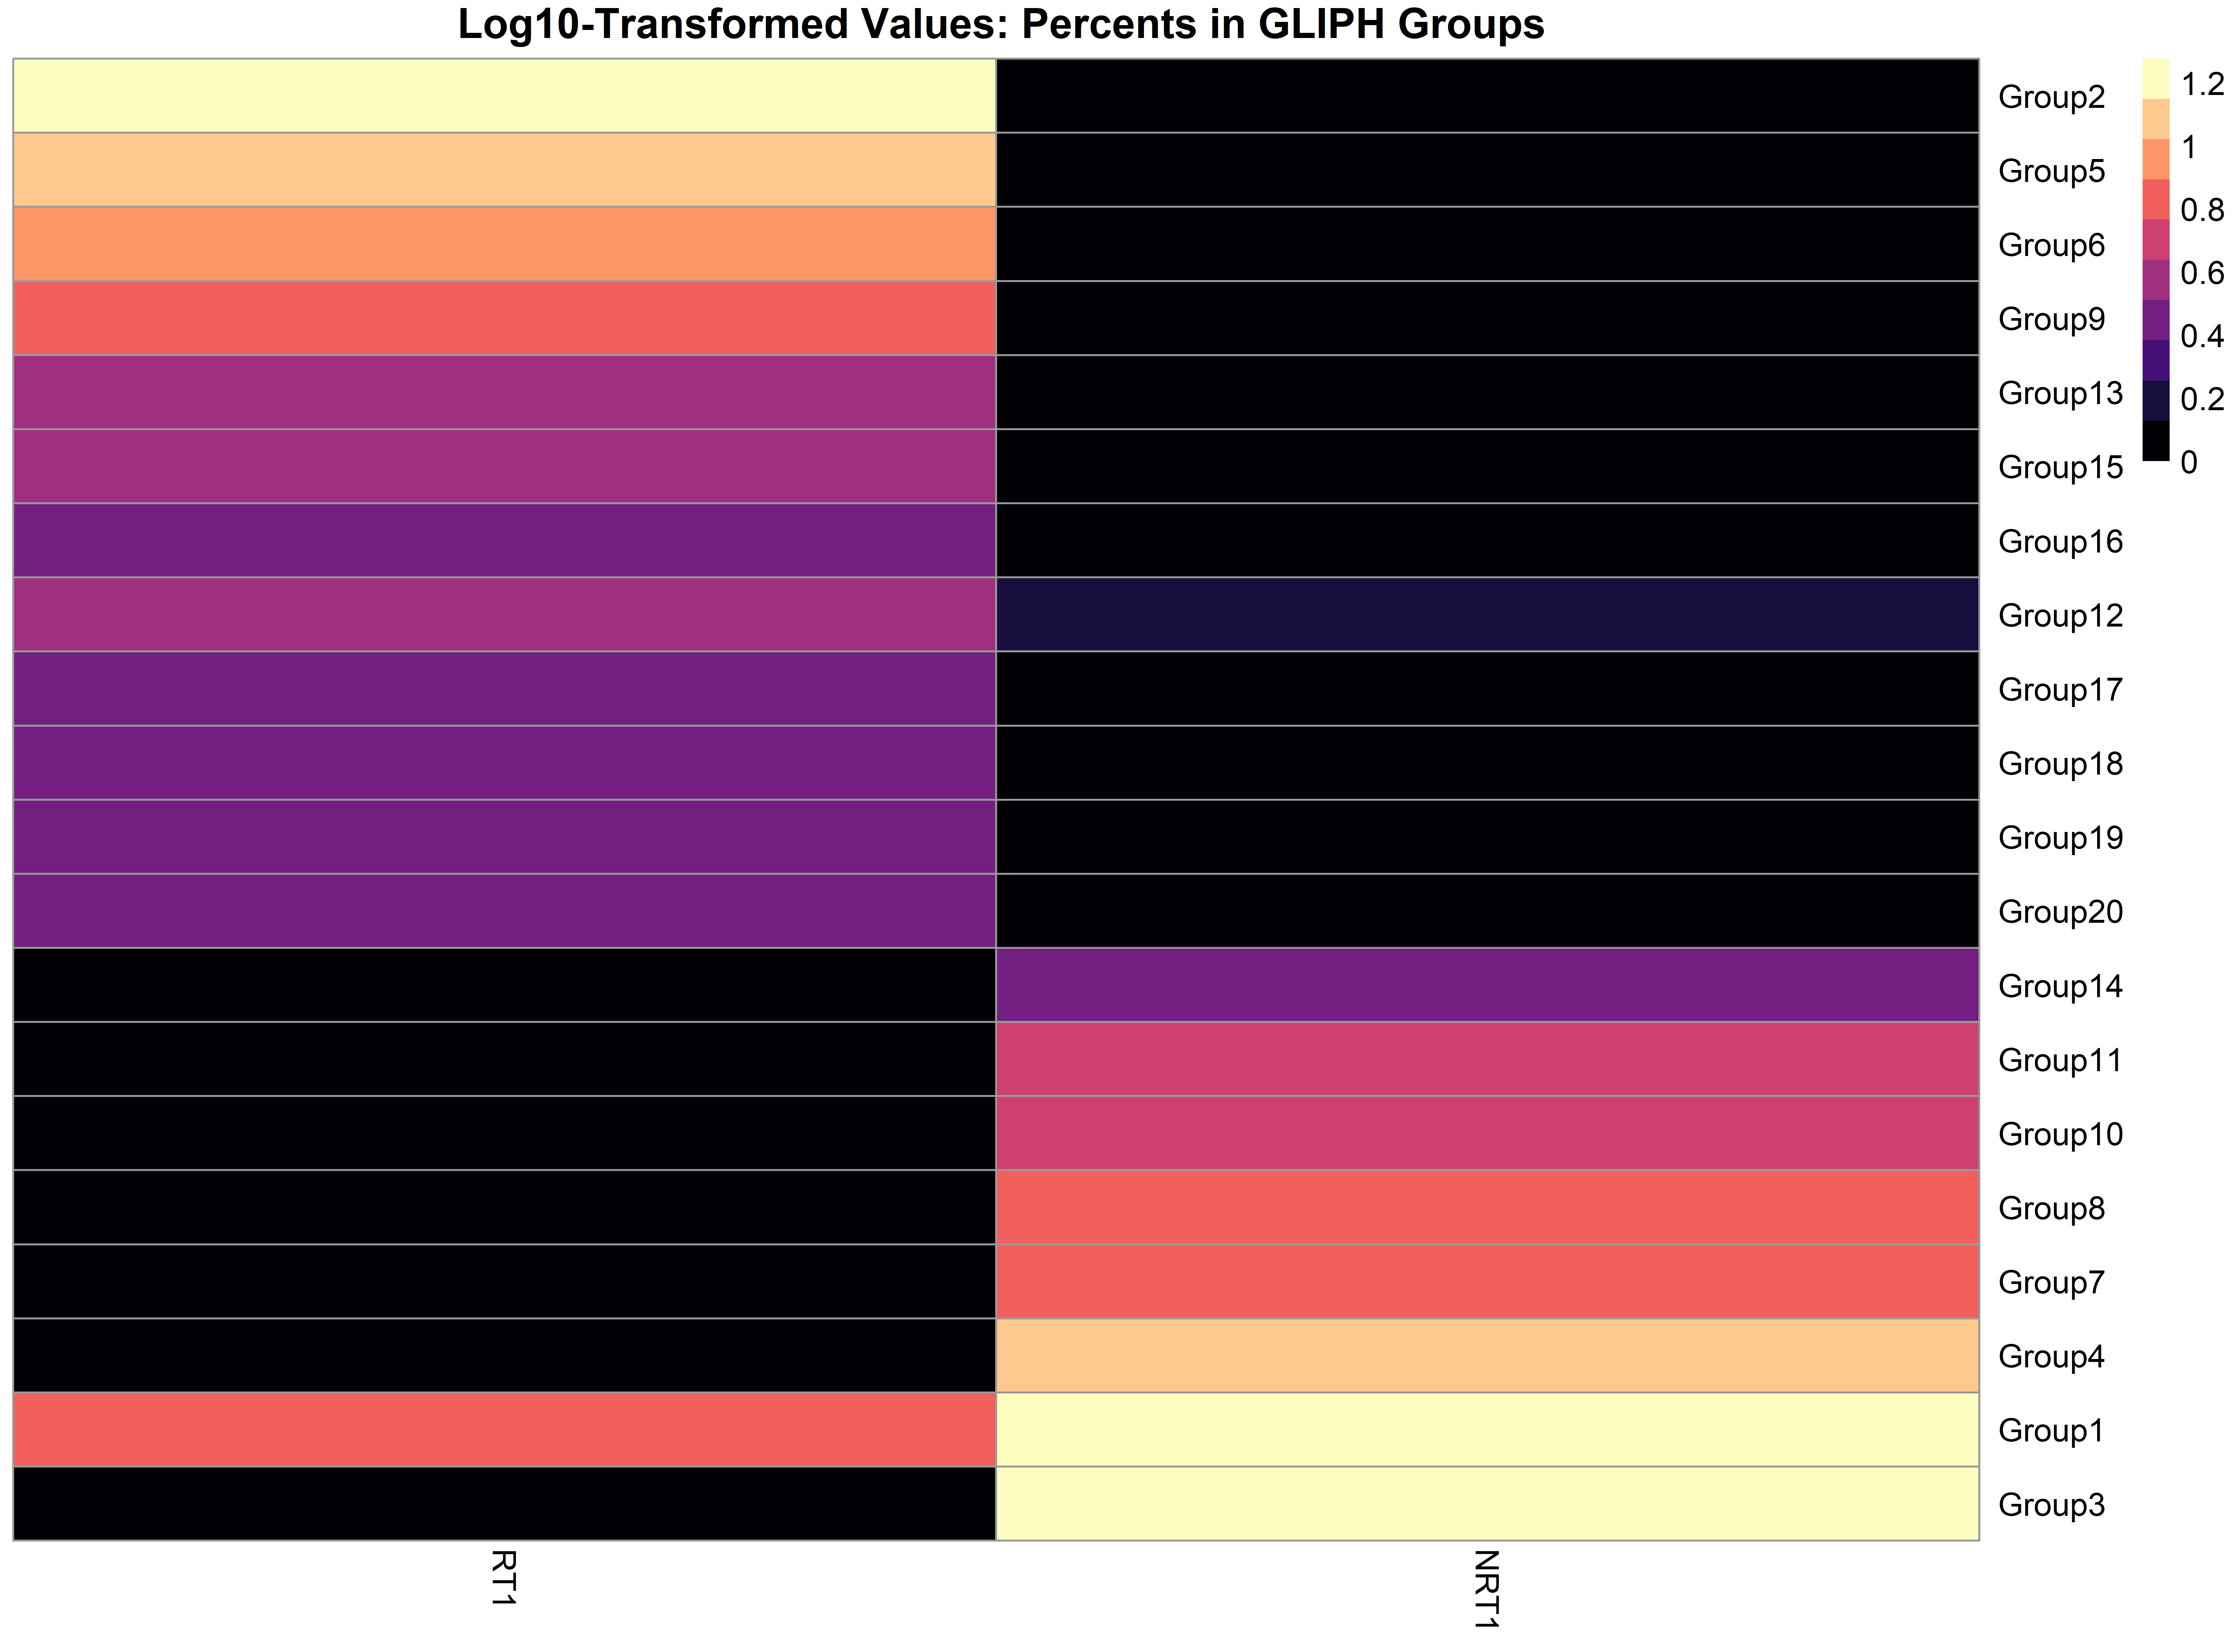 Log10-Transformed Values: Percents in GLIPH Groups
Group2
Group5
Group6
Group9
Group13
Group15
Group16
Group12
Group17
Group18
Group19
Group20
Group14
Group11
Group10
Group8
Group7
Group4
Group1
Group3
1.2
1
0.8
0.6
0.4
0.2
0
RT1
NRT1